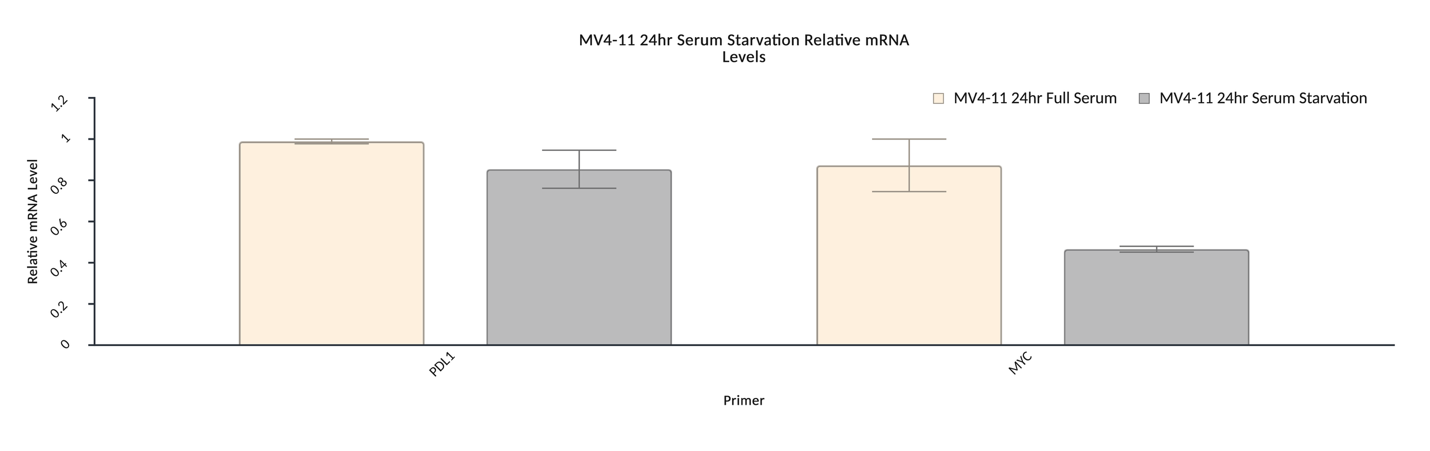 MV4-11 24hr Serum Starvation Relative mRNA
Levels
MV4-11 24hr Full Serum
MV4-11 24hr Serum Starvation
Relative mRNA Level
1.2
1
0.8
0.6
0.4
0.2
0
PDL1
MYC
Primer